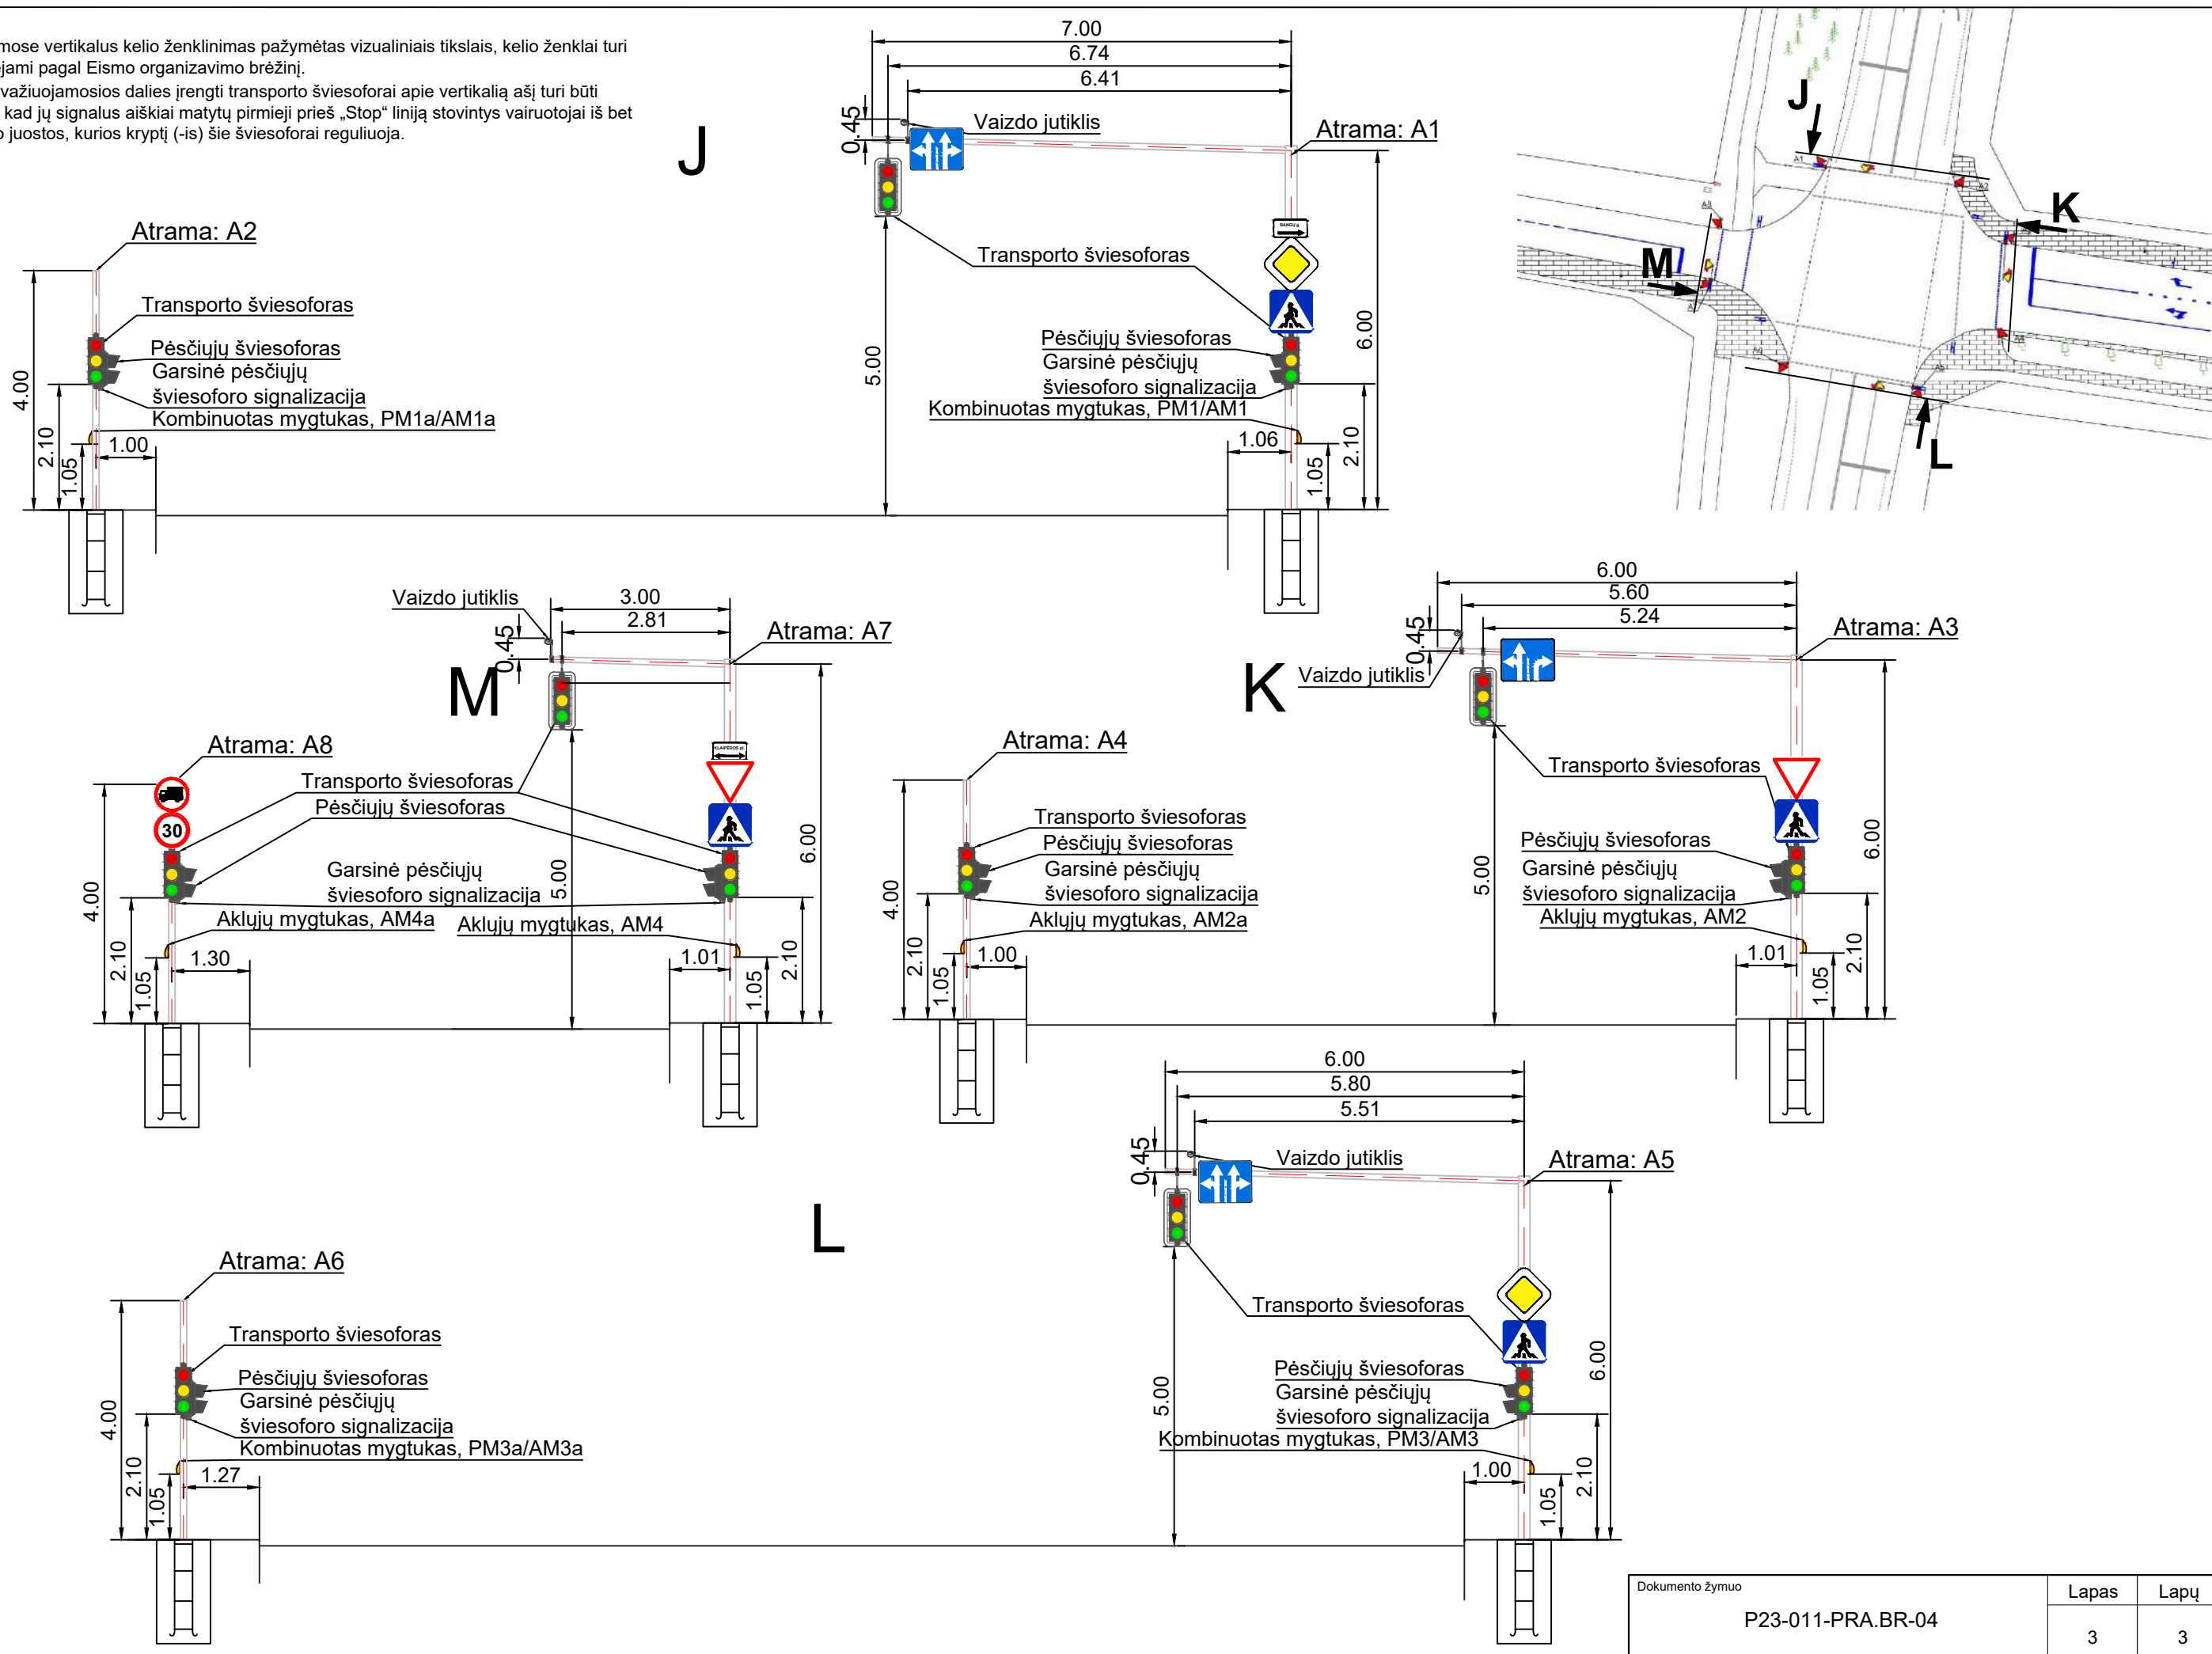 mose vertikalus kelio ženklinimas pažymėtas vizualiniais tikslais, kelio ženklai turi
jami pagal Eismo organizavimo brėžinį.
važiuojamosios dalies įrengti transporto šviesoforai apie vertikalią ašį turi būti
kad jų signalus aiškiai matytų pirmieji prieš „Stop“ liniją stovintys vairuotojai iš bet
o juostos, kurios kryptį (-is) šie šviesoforai reguliuoja.
J
7.00
6.74
6.41
0.45
Vaizdo jutiklis
Atrama: A1
BANGŲ g.
Transporto šviesoforas
Pėsčiųjų šviesoforas
Garsinė pėsčiųjų
šviesoforo signalizacija
Kombinuotas mygtukas, PM1/AM1
5.00
6.00
1.06
1.05
2.10
Atrama: A2
Transporto šviesoforas
Pėsčiųjų šviesoforas
Garsinė pėsčiųjų
šviesoforo signalizacija
Kombinuotas mygtukas, PM1a/AM1a
4.00
2.10
1.05
1.00
J
K
M
L
A1
A2
A3
M
Vaizdo jutiklis
3.00
2.81
0.45
Atrama: A7
KLAIPĖDOS pl.
Atrama: A8
30
Transporto šviesoforas
Pėsčiųjų šviesoforas
Garsinė pėsčiųjų
šviesoforo signalizacija
Aklųjų mygtukas, AM4a
Aklųjų mygtukas, AM4
4.00
2.10
1.05
1.30
5.00
1.01
1.05
2.10
6.00
K
6.00
5.60
5.24
0.45
Vaizdo jutiklis
Atrama: A3
Transporto šviesoforas
Pėsčiųjų šviesoforas
Garsinė pėsčiųjų
šviesoforo signalizacija
Aklųjų mygtukas, AM2
5.00
1.01
1.05
2.10
6.00
Atrama: A4
Transporto šviesoforas
Pėsčiųjų šviesoforas
Garsinė pėsčiųjų
šviesoforo signalizacija
Aklųjų mygtukas, AM2a
4.00
2.10
1.05
1.00
L
6.00
5.80
5.51
0.45
Vaizdo jutiklis
Atrama: A5
Transporto šviesoforas
Pėsčiųjų šviesoforas
Garsinė pėsčiųjų
šviesoforo signalizacija
Kombinuotas mygtukas, PM3/AM3
5.00
1.00
1.05
2.10
6.00
Atrama: A6
Transporto šviesoforas
Pėsčiųjų šviesoforas
Garsinė pėsčiųjų
šviesoforo signalizacija
Kombinuotas mygtukas, PM3a/AM3a
4.00
2.10
1.05
1.27
Dokumento žymuo
P23-011-PRA.BR-04
Lapas
Lapų
3
3